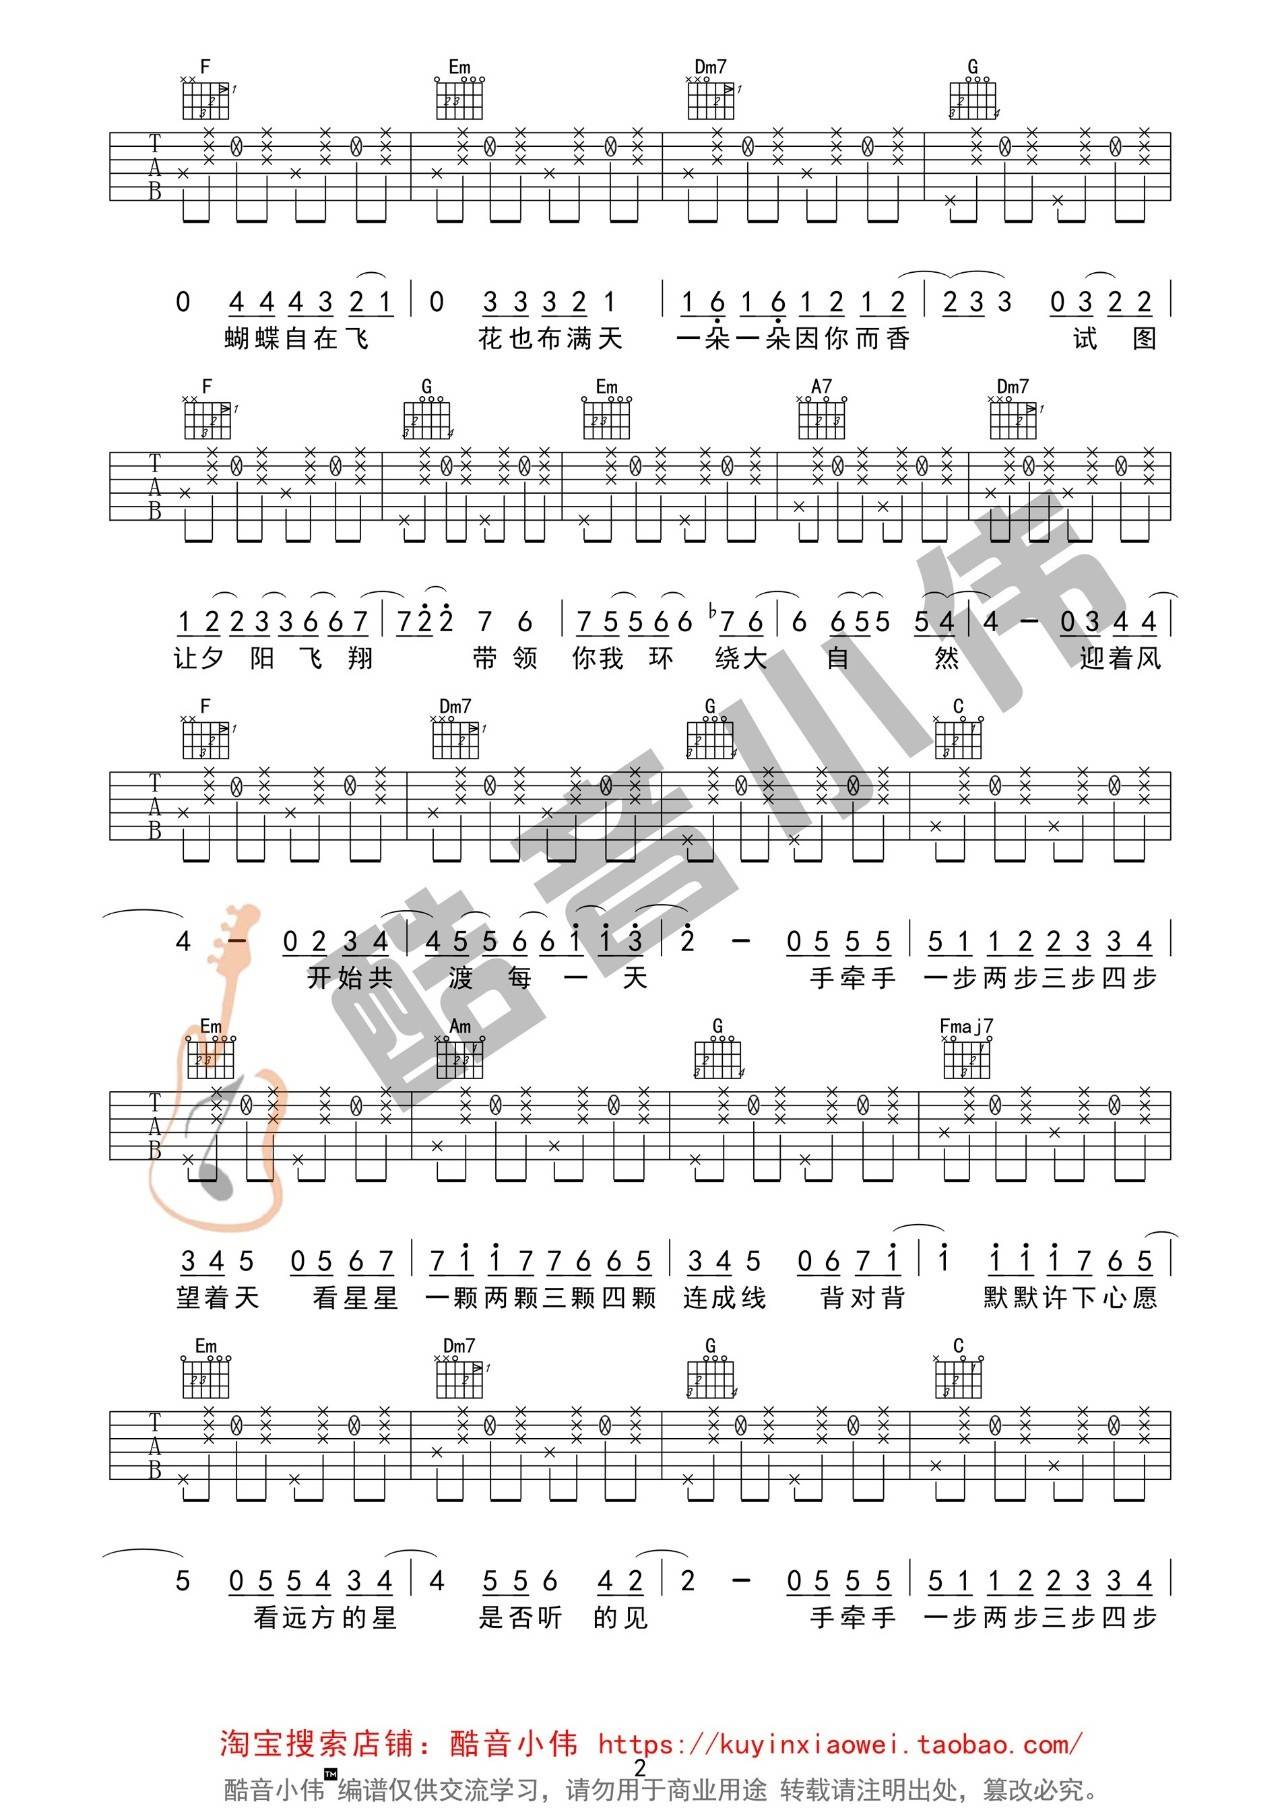 F Em Dm7 G
T A B
0 4 4 4 3 2 1 | 0 3 3 3 2 1 | 1 6 1 6 1 2 1 2 | 2 3 3 0 3 2 2
蝴蝶自在飞 花也布满天 一朵一朵因你而香 试图
F G Em A7 Dm7
T A B
1 2 2 3 3 6 6 7 | 7 2 2 7 6 | 7 5 5 6 6 ♭7 6 | 6 6 5 5 5 4 | 4 - 0 3 4 4
让夕阳飞翔 带领你我环绕大自然 迎着风
F Dm7 G C
T A B
4 - 0 2 3 4 | 4 5 5 6 6 1 1 3 | 2 - 0 5 5 5 | 5 1 1 2 2 3 3 4
开始共渡每一天 手牵手 一步两步三步四步
Em Am G Fmaj7
T A B
3 4 5 0 5 6 7 | 7 1 1 7 7 6 6 5 | 3 4 5 0 6 7 1 | 1 1 1 1 7 6 5
望着天 看星星 一颗两颗三颗四颗 连成线 背对背 默默许下心愿
Em Dm7 G C
T A B
5 0 5 5 4 3 4 | 4 5 5 6 4 2 | 2 - 0 5 5 5 | 5 1 1 2 2 3 3 4
看远方的星 是否听的见 手牵手 一步两步三步四步
酷音小伟
淘宝搜索店铺：酷音小伟 https://kuyinxiaowei.taobao.com/
2
酷音小伟TM编谱仅供交流学习，请勿用于商业用途 转载请注明出处，篡改必究。